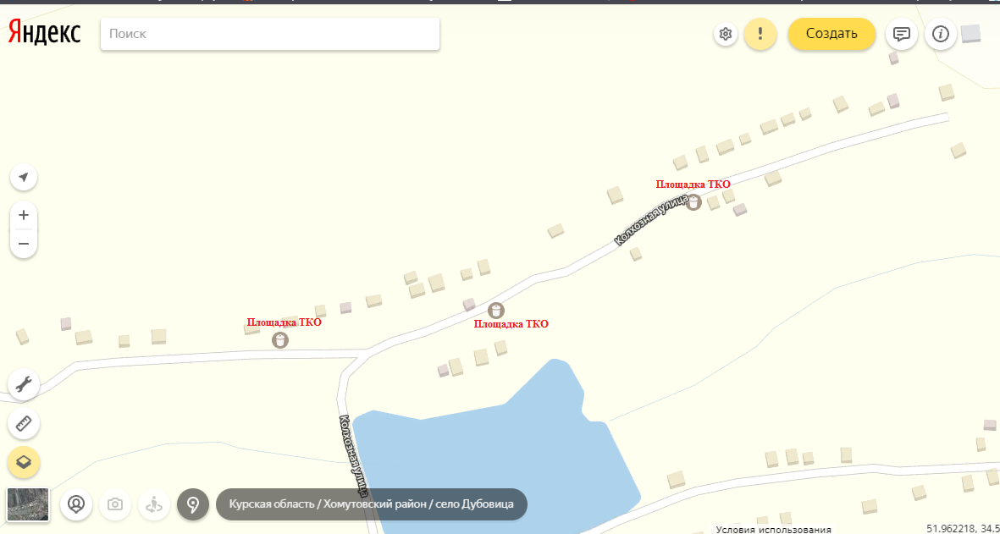 Яндекс
Поиск
Создать
Площадка ТКО
Колхозная улица
Площадка ТКО
Площадка ТКО
Колхозная улица
Курская область / Хомутовский район / село Дубовица
Условия использования
51.962218, 34.5